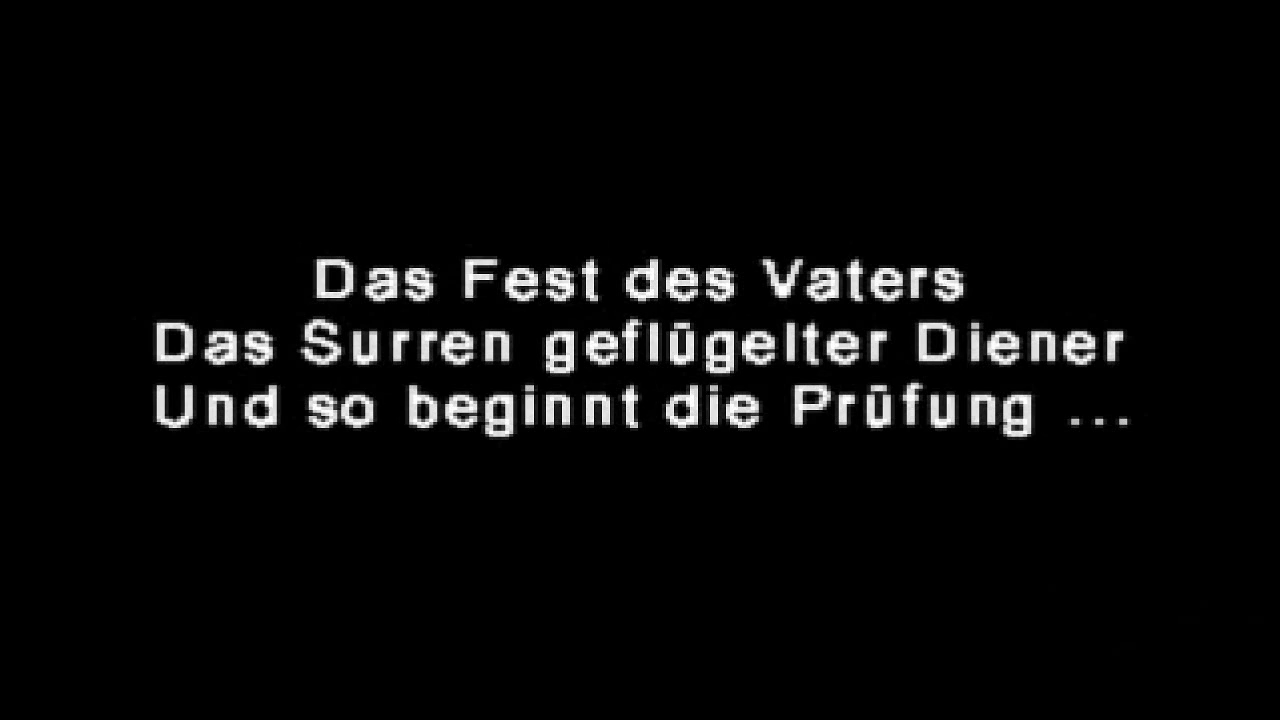 Das Fest des Vaters
Das Surren geflügelter Diener
Und so beginnt die Prüfung ...